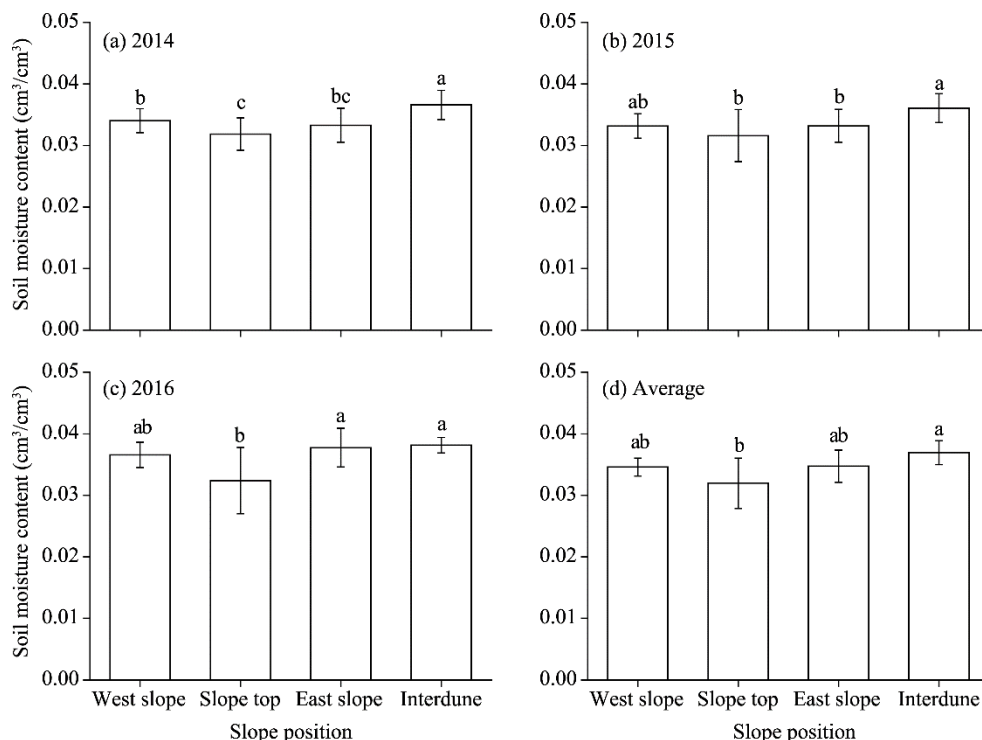 (a) 2014
(b) 2015
0.05
0.04
0.03
0.02
0.01
0.00
b
c
bc
a
0.05
0.04
0.03
0.02
0.01
0.00
ab
b
b
a
Soil moisture content (cm³/cm³)
(c) 2016
(d) Average
0.05
0.04
0.03
0.02
0.01
0.00
ab
b
a
a
0.05
0.04
0.03
0.02
0.01
0.00
ab
b
ab
a
Soil moisture content (cm³/cm³)
West slope Slope top East slope Interdune
West slope Slope top East slope Interdune
Slope position
Slope position